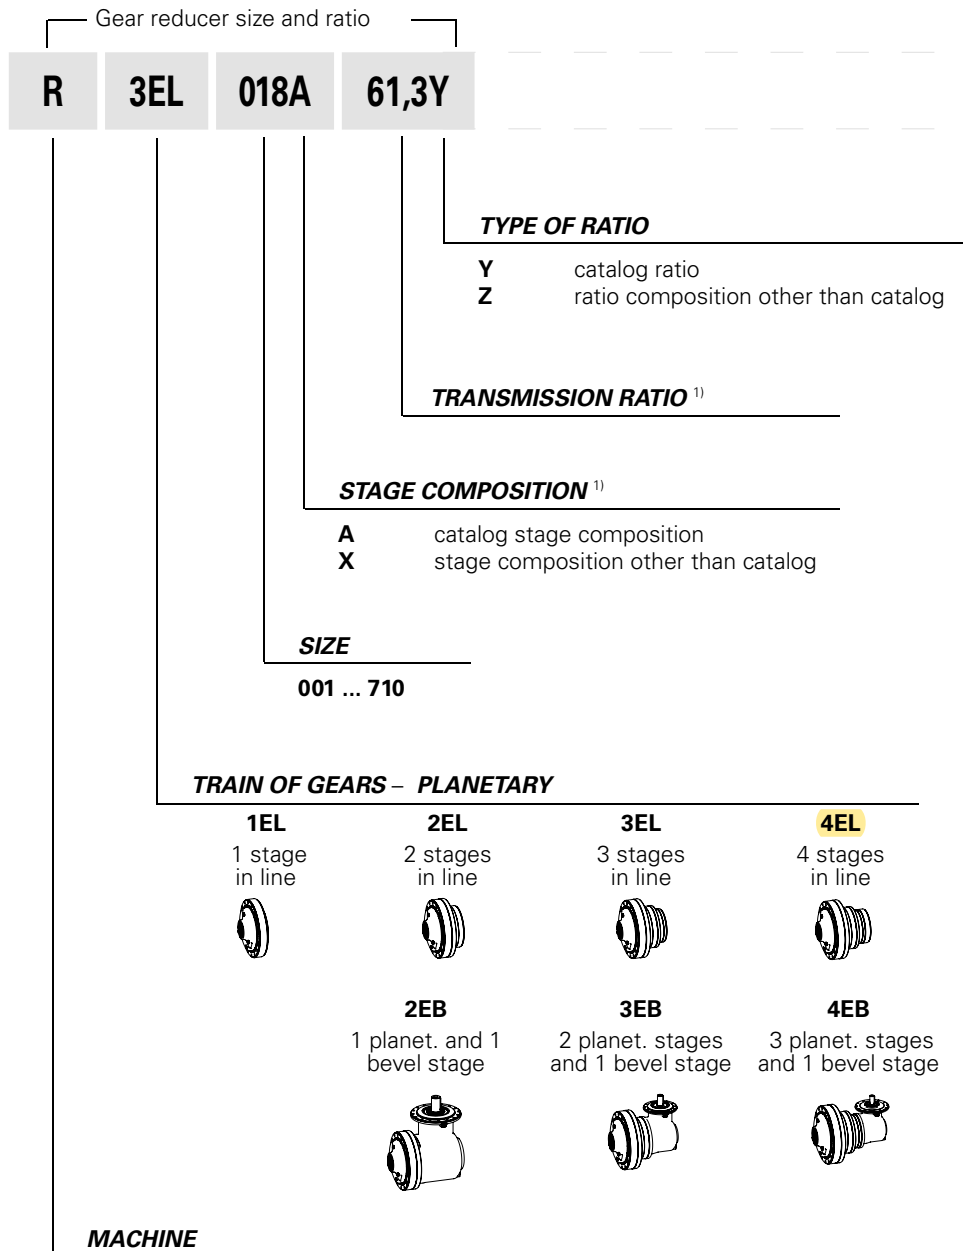 Gear reducer size and ratio
R 3EL 018A 61,3Y
TYPE OF RATIO
Y catalog ratio
Z ratio composition other than catalog
TRANSMISSION RATIO 1)
STAGE COMPOSITION 1)
A catalog stage composition
X stage composition other than catalog
SIZE
001 ... 710
TRAIN OF GEARS – PLANETARY
1EL 2EL 3EL 4EL
1 stage 2 stages 3 stages 4 stages
in line in line in line in line
2EB 3EB 4EB
1 planet. and 1 2 planet. stages 3 planet. stages
bevel stage and 1 bevel stage and 1 bevel stage
MACHINE